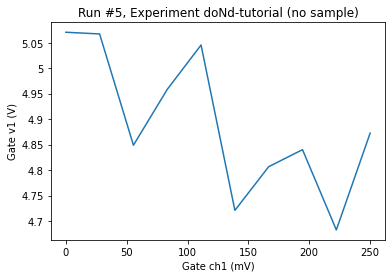 Run #5, Experiment doNd-tutorial (no sample)
Gate v1 (V)
5.05
5
4.95
4.9
4.85
4.8
4.75
4.7
0 50 100 150 200 250
Gate ch1 (mV)